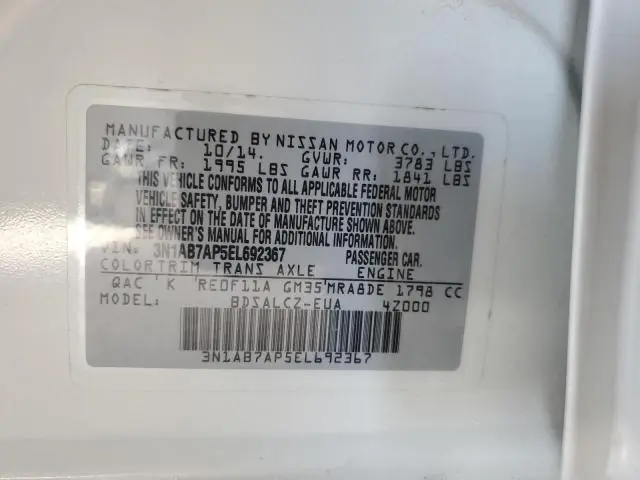 MANUFACTURED BY NISSAN MOTOR CO., LTD.
DATE: 10/14. GVWR: 3783 LBS
GAWR FR: 1995 LBS GAWR RR: 1841 LBS
THIS VEHICLE CONFORMS TO ALL APPLICABLE FEDERAL MOTOR
VEHICLE SAFETY, BUMPER AND THEFT PREVENTION STANDARDS
IN EFFECT ON THE DATE OF MANUFACTURE SHOWN ABOVE.
SEE OWNER'S MANUAL FOR ADDITIONAL INFORMATION.
VIN: 3N1AB7AP5EL692367 PASSENGER CAR.
COLOR TRIM TRANS AXLE ENGINE
QAC 'K 'RE0F11A GM35'MRA8DE 1798 CC
MODEL: BDSALCZ-EUA 42000
3N1AB7AP5EL692367